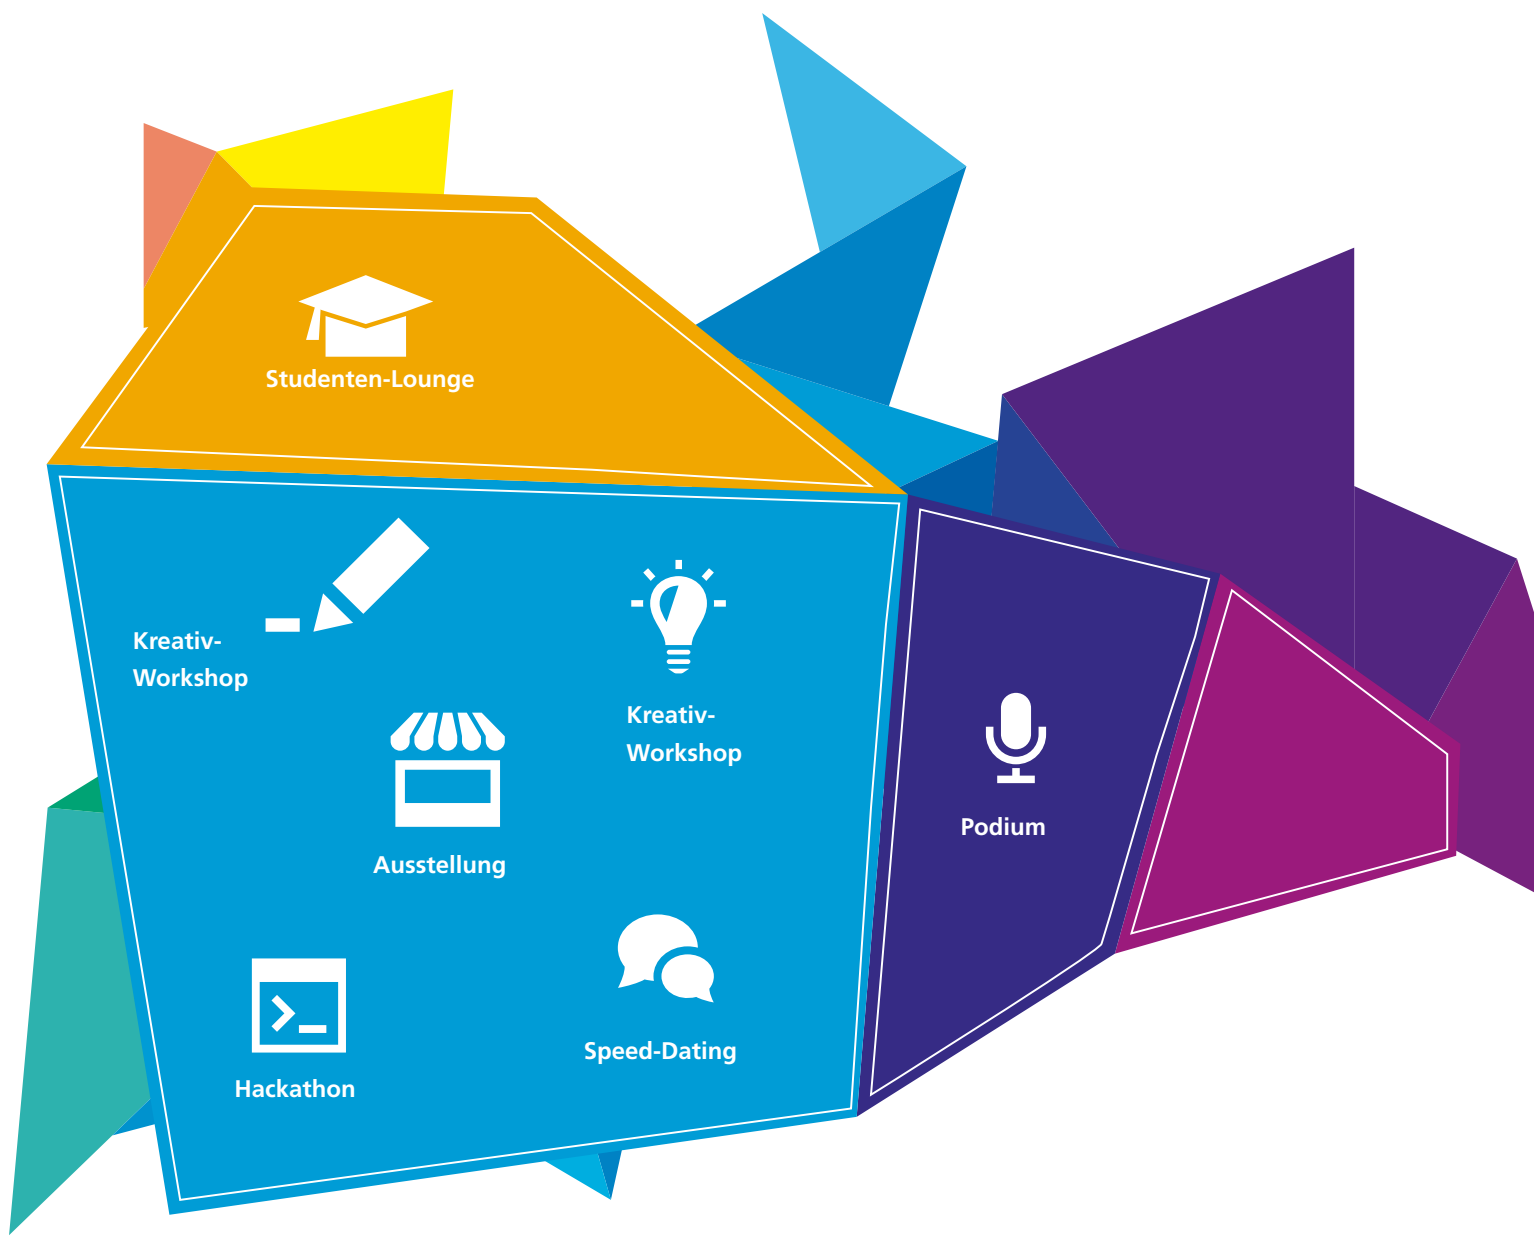 Studenten-Lounge
Kreativ-
Workshop
Kreativ-
Workshop
Ausstellung
Podium
Speed-Dating
Hackathon